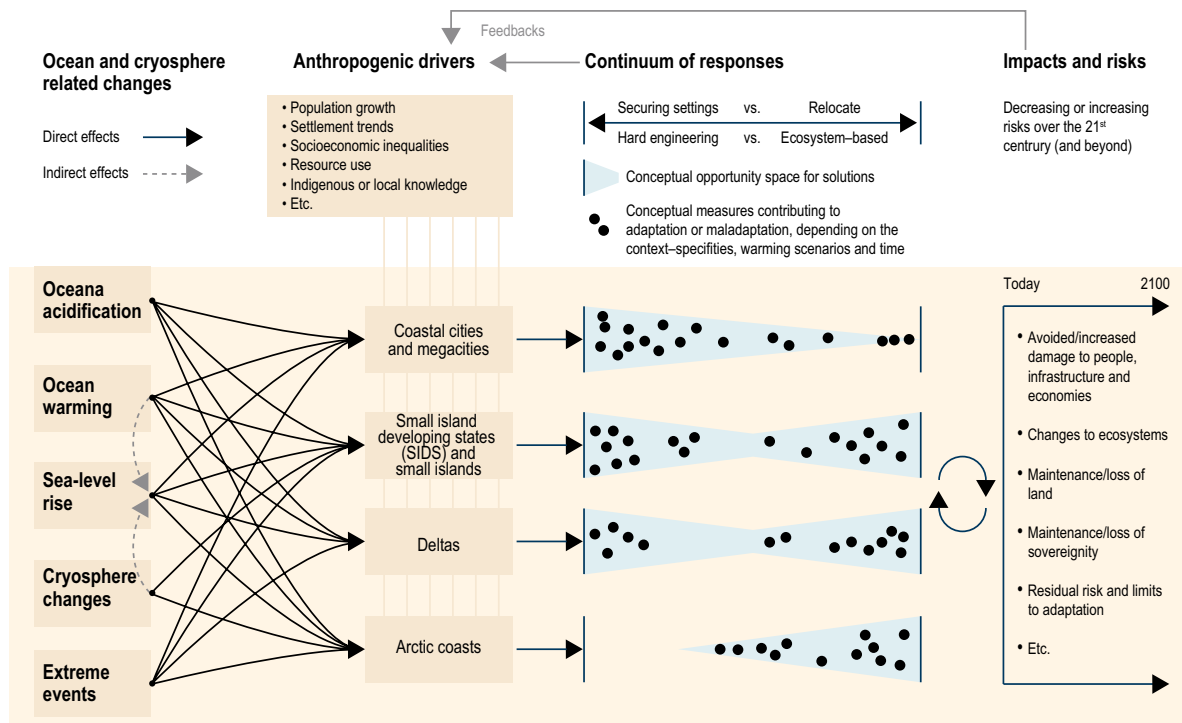 Feedbacks
Ocean and cryosphere
related changes
Direct effects
Indirect effects
Anthropogenic drivers
• Population growth
• Settlement trends
• Socioeconomic inequalities
• Resource use
• Indigenous or local knowledge
• Etc.
Continuum of responses
Securing settings vs. Relocate
Hard engineering vs. Ecosystem–based
Conceptual opportunity space for solutions
Conceptual measures contributing to
adaptation or maladaptation, depending on the
context–specifities, warming scenarios and time
Impacts and risks
Decreasing or increasing
risks over the 21st
centrury (and beyond)
Oceana
acidification
Ocean
warming
Sea-level
rise
Cryosphere
changes
Extreme
events
Coastal cities
and megacities
Small island
developing states
(SIDS) and
small islands
Deltas
Arctic coasts
Today 2100
• Avoided/increased
damage to people,
infrastructure and
economies
• Changes to ecosystems
• Maintenance/loss of
land
• Maintenance/loss of
sovereignity
• Residual risk and limits
to adaptation
• Etc.